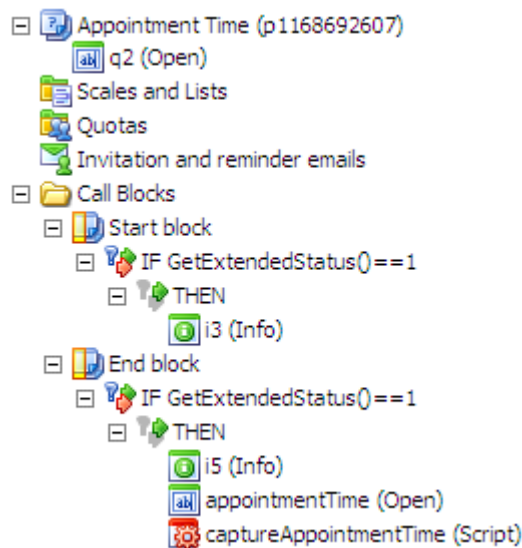 Appointment Time (p1168692607)
q2 (Open)
Scales and Lists
Quotas
Invitation and reminder emails
Call Blocks
Start block
IF GetExtendedStatus()==1
THEN
i3 (Info)
End block
IF GetExtendedStatus()==1
THEN
i5 (Info)
appointmentTime (Open)
captureAppointmentTime (Script)